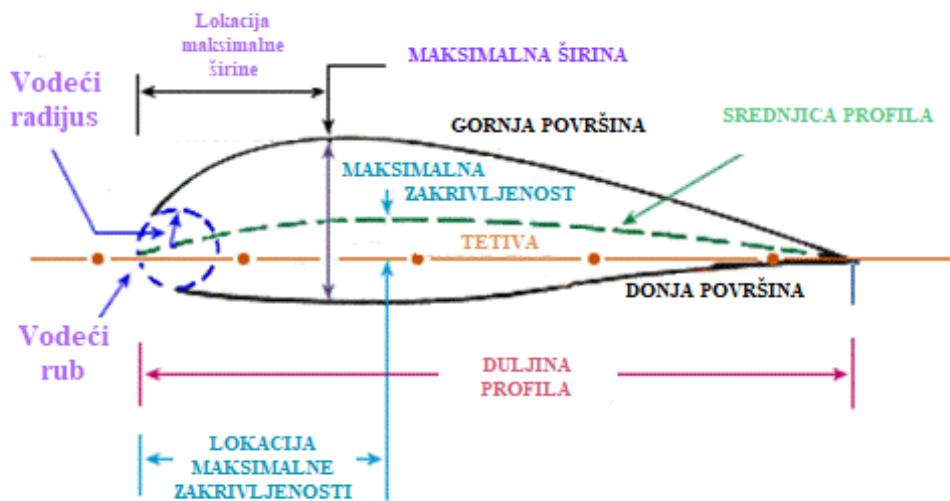 Lokacija
maksimalne
širine
MAKSIMALNA ŠIRINA
Vodeći
radijus
GORNJA POVRŠINA
SREDNJICA PROFILA
MAKSIMALNA
ZAKRIVLJENOST
TETIVA
DONJA POVRŠINA
Vodeći
rub
DULJINA
PROFILA
LOKACIJA
MAKSIMALNE
ZAKRIVLJENOSTI